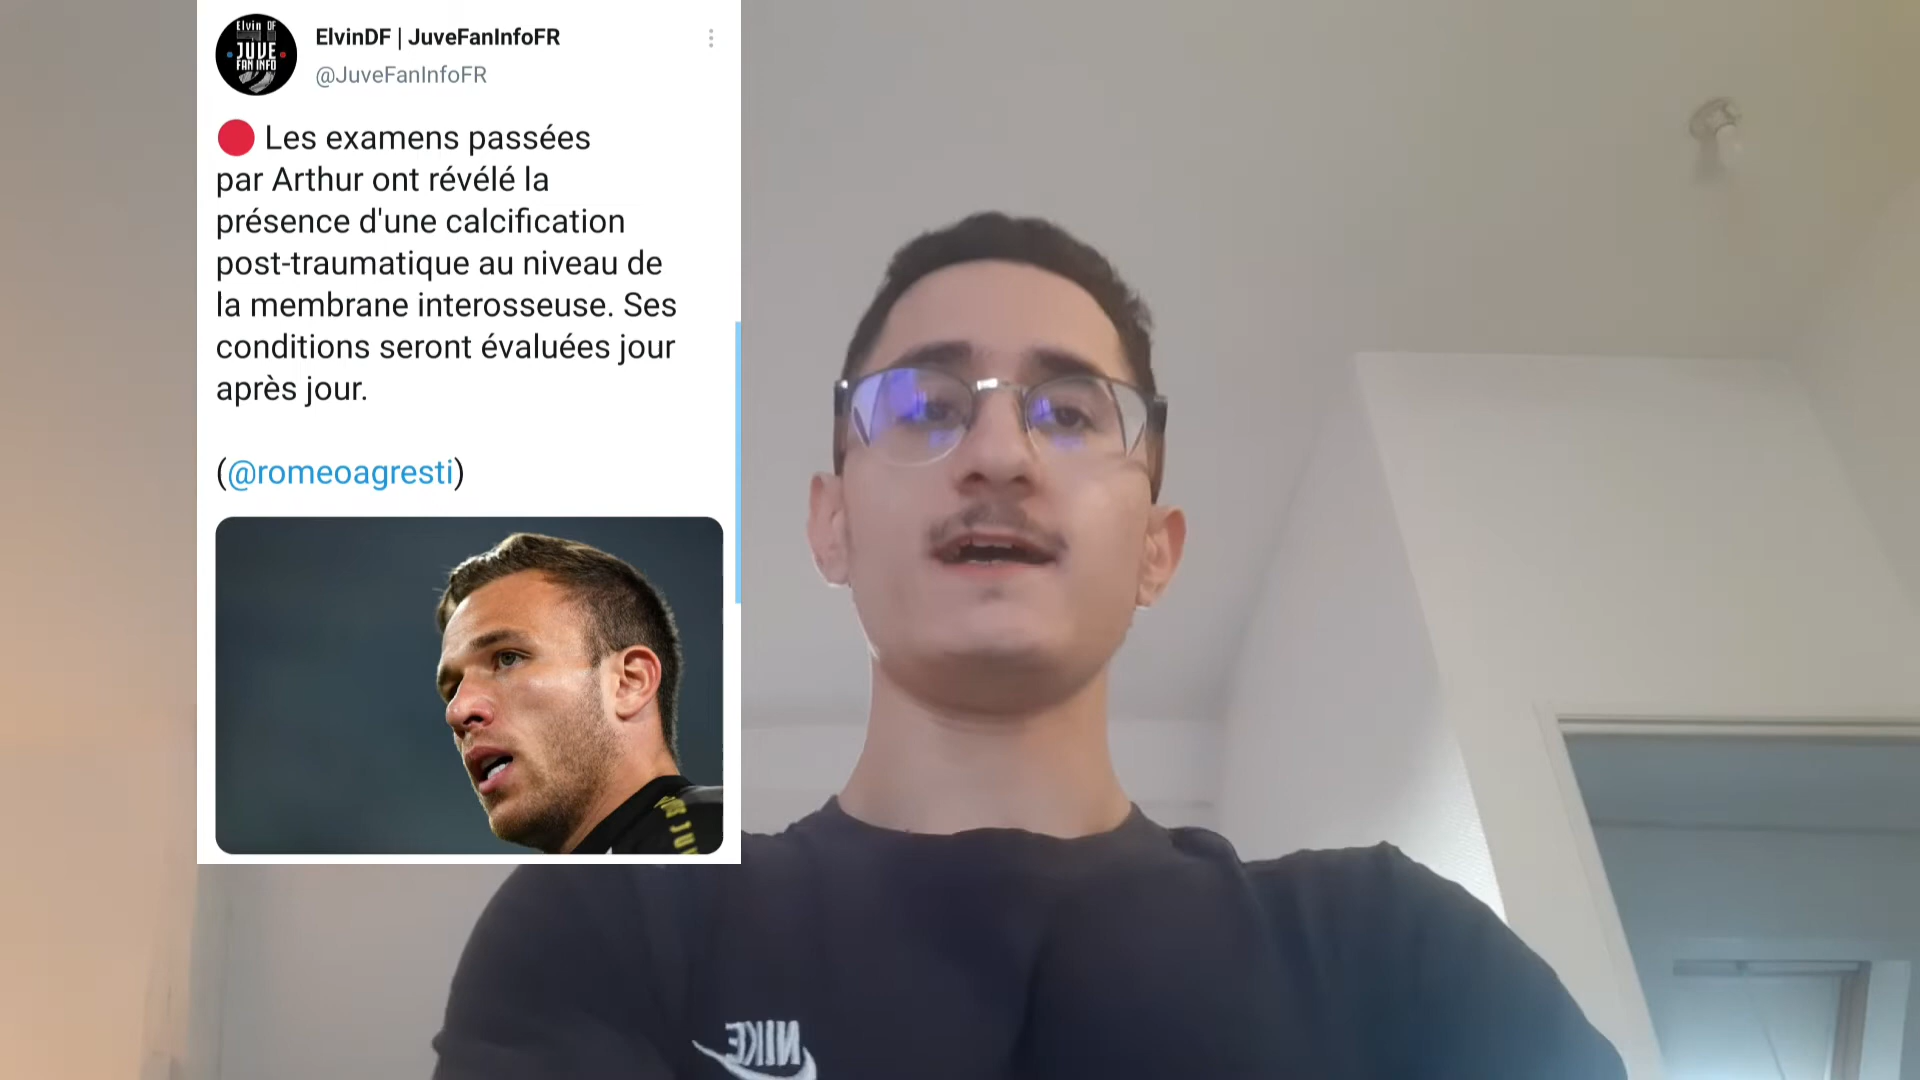 Elvin DF
JUVE
FAN INFO
ElvinDF | JuveFanInfoFR
@JuveFanInfoFR
🔴 Les examens passées
par Arthur ont révélé la
présence d'une calcification
post-traumatique au niveau de
la membrane interosseuse. Ses
conditions seront évaluées jour
après jour.
(@romeoagresti)
NIKE